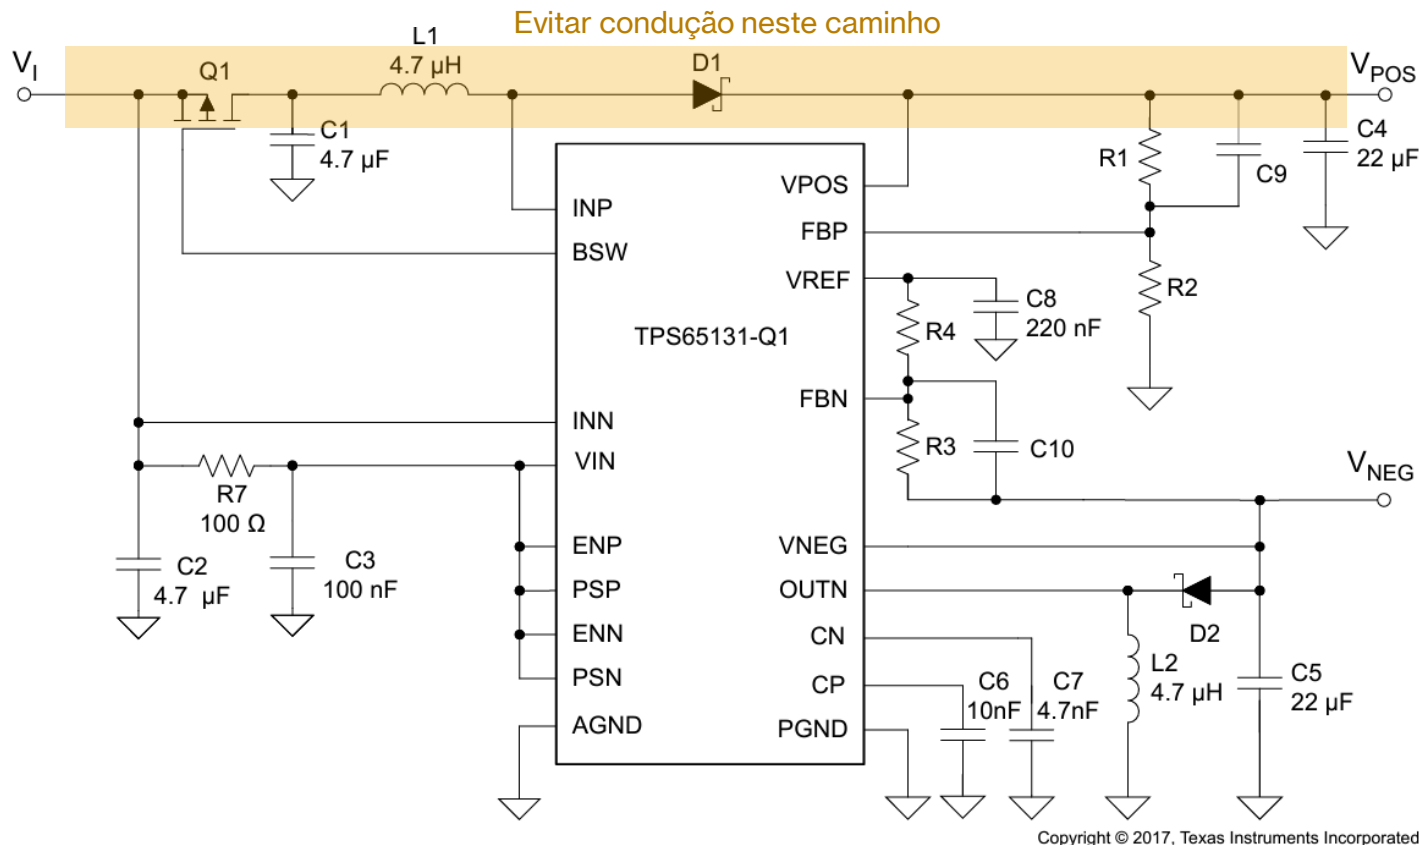 Evitar condução neste caminho
VI
Q1
L1
4.7 µH
D1
VPOS
C1
4.7 µF
C4
22 µF
R1
C9
INP
BSW
VPOS
FBP
VREF
R2
C8
220 nF
R4
TPS65131-Q1
FBN
R3
C10
INN
VIN
VNEG
R7
100 Ω
C2
4.7 µF
C3
100 nF
ENP
PSP
ENN
PSN
AGND
VNEG
OUTN
CN
CP
PGND
D2
L2
4.7 µH
C6
10nF
C7
4.7nF
C5
22 µF
Copyright © 2017, Texas Instruments Incorporated